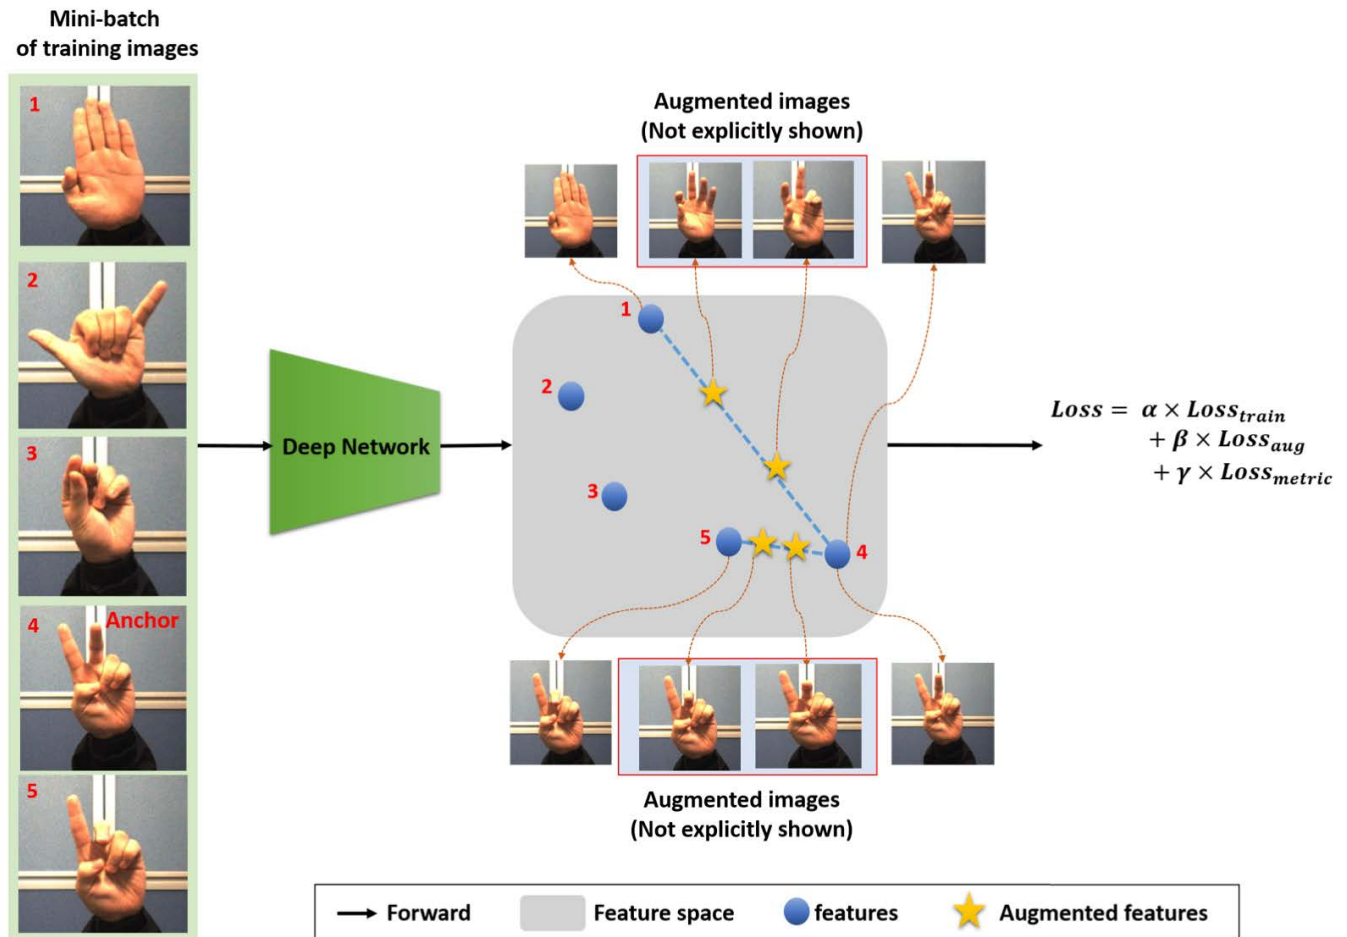 Mini-batch
of training images
1
2
3
4
Anchor
5
Deep Network
Augmented images
(Not explicitly shown)
1
2
3
5
4
Augmented images
(Not explicitly shown)
Loss = α × Loss_train
+ β × Loss_aug
+ γ × Loss_metric
Forward
Feature space
features
Augmented features